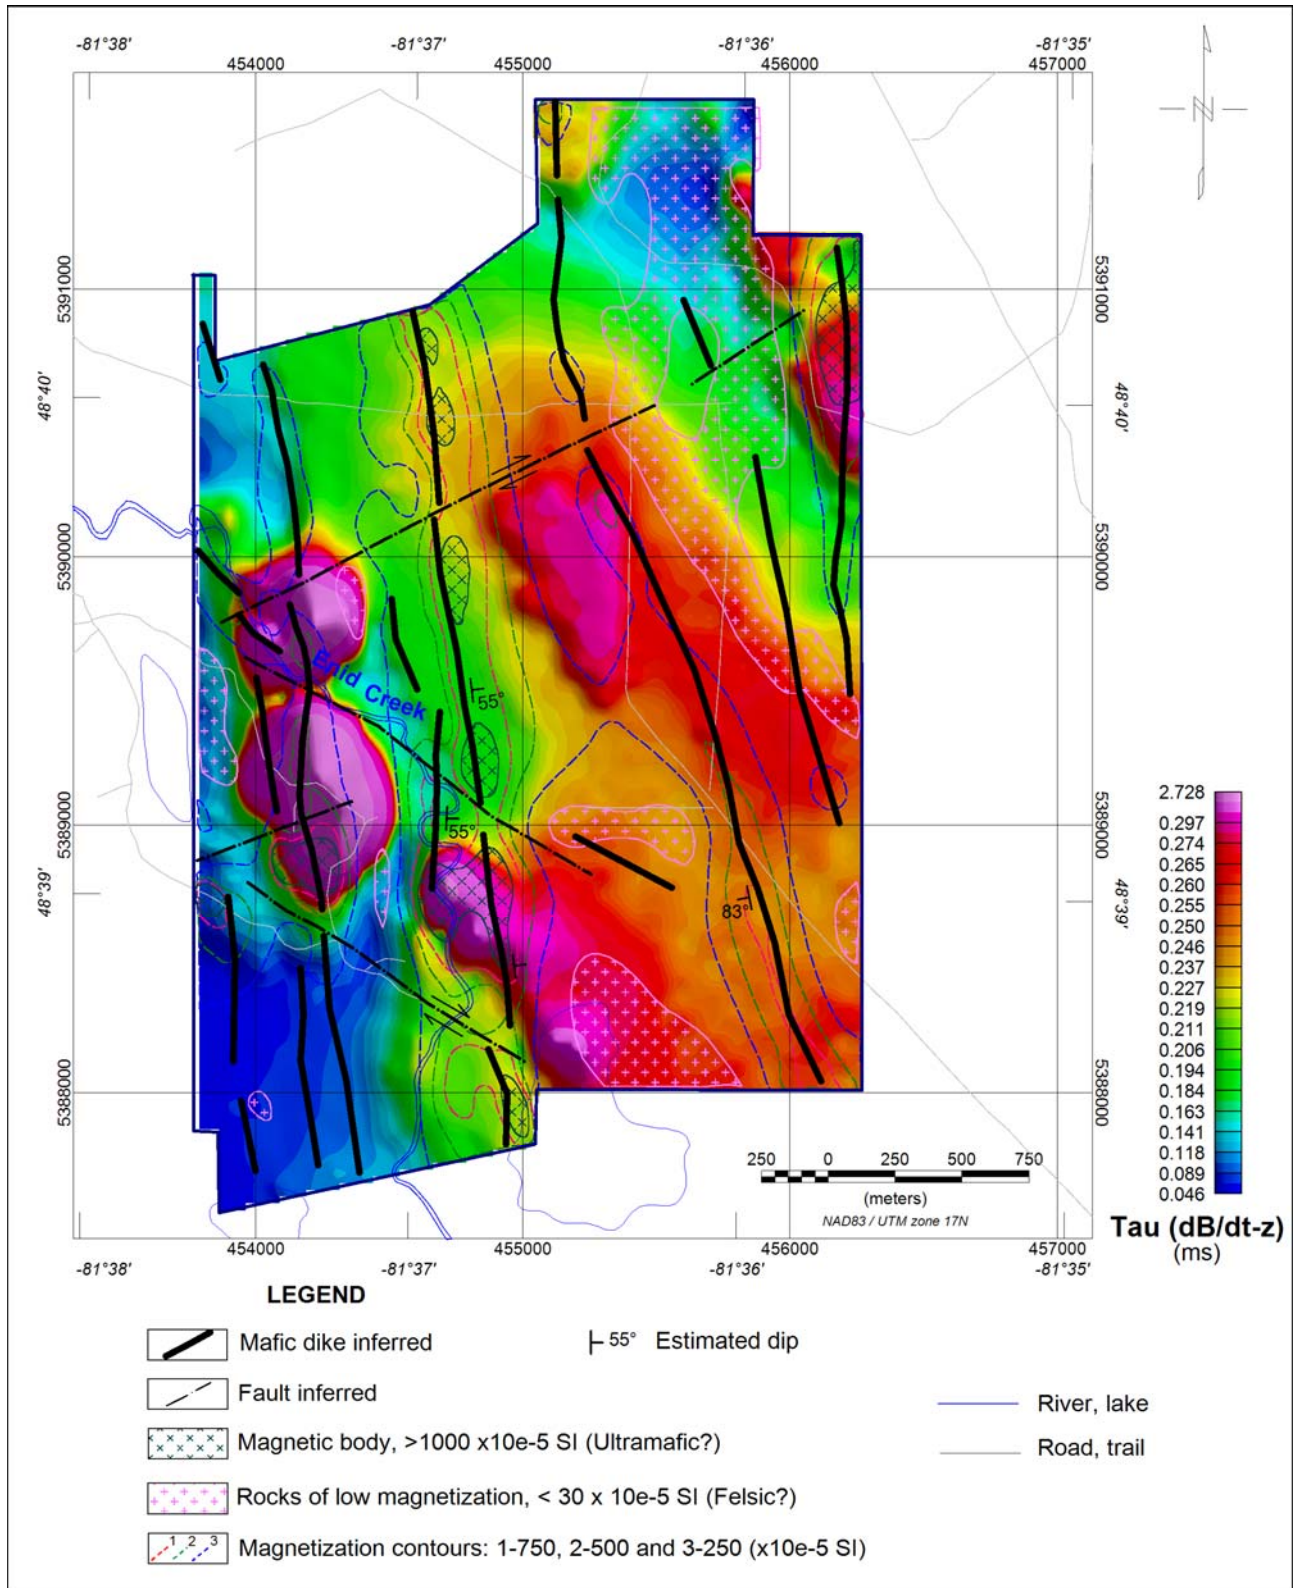 -81°38' -81°37' -81°36' -81°35'
454000 455000 456000 457000
N
5391000 5391000
48°40' 48°40'
5390000 5390000
Enid Creek
55°
5389000 5389000
55°
48°39' 48°39'
83°
5388000 5388000
2.728
0.297
0.274
0.265
0.260
0.255
0.250
0.246
0.237
0.227
0.219
0.211
0.206
0.194
0.184
0.163
0.141
0.118
0.089
0.046
Tau (dB/dt-z)
(ms)
250 0 250 500 750
(meters)
NAD83 / UTM zone 17N
454000 455000 456000 457000
-81°38' -81°37' -81°36' -81°35'
LEGEND
Mafic dike inferred
55° Estimated dip
Fault inferred
River, lake
Magnetic body, >1000 x10e-5 SI (Ultramafic?)
Road, trail
Rocks of low magnetization, < 30 x 10e-5 SI (Felsic?)
1 2 3 Magnetization contours: 1-750, 2-500 and 3-250 (x10e-5 SI)